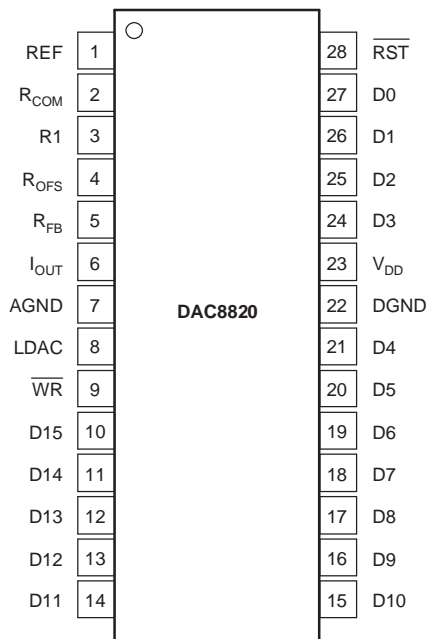 REF 1 28 RST
RCOM 2 27 D0
R1 3 26 D1
ROFS 4 25 D2
RFB 5 24 D3
IOUT 6 23 VDD
AGND 7 DAC8820 22 DGND
LDAC 8 21 D4
WR 9 20 D5
D15 10 19 D6
D14 11 18 D7
D13 12 17 D8
D12 13 16 D9
D11 14 15 D10